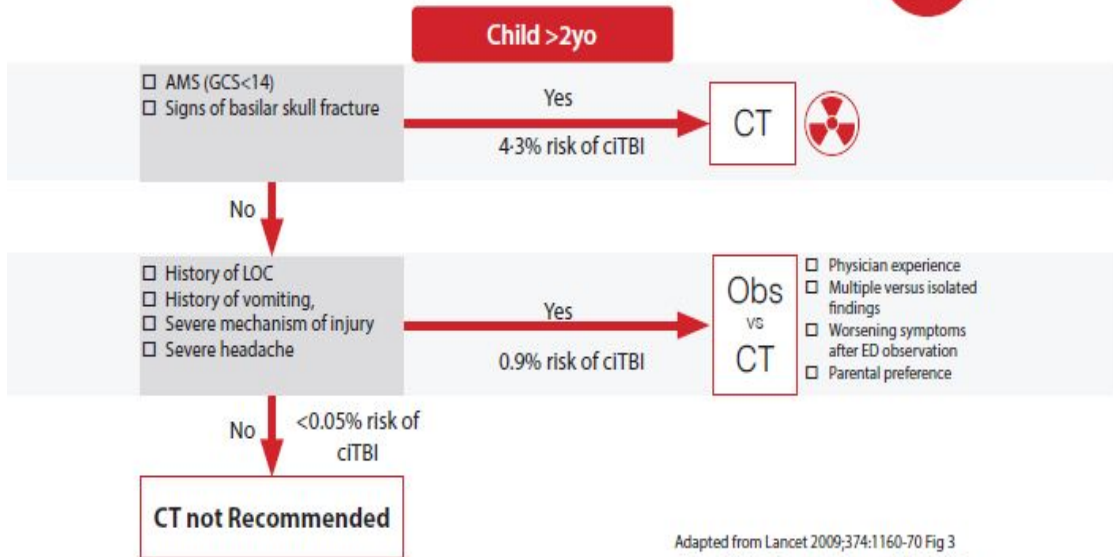 Child >2yo
☐ AMS (GCS<14)
☐ Signs of basilar skull fracture
Yes
4·3% risk of ciTBI
CT
No
☐ History of LOC
☐ History of vomiting,
☐ Severe mechanism of injury
☐ Severe headache
Yes
0.9% risk of ciTBI
Obs
vs
CT
☐ Physician experience
☐ Multiple versus isolated
findings
☐ Worsening symptoms
after ED observation
☐ Parental preference
No
<0.05% risk of
ciTBI
CT not Recommended
Adapted from Lancet 2009;374:1160-70 Fig 3